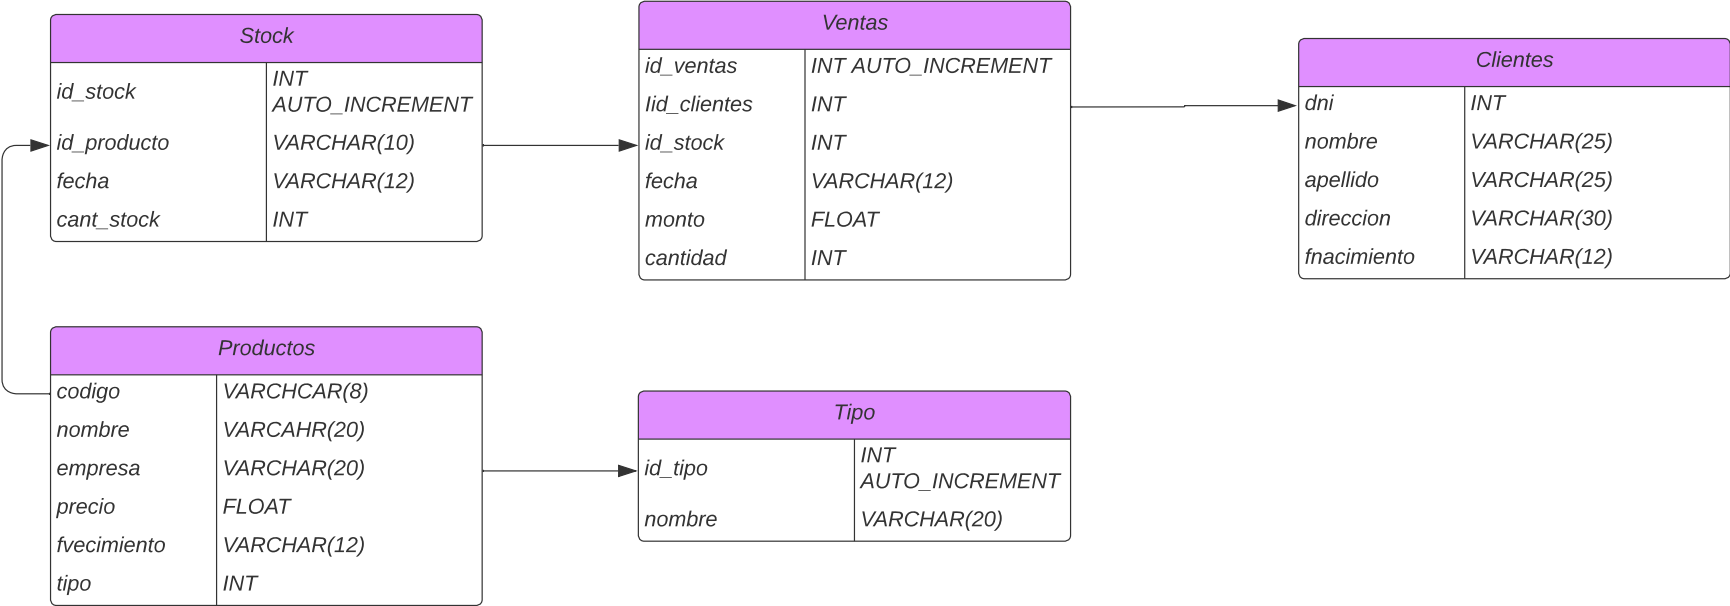 Stock
id_stock INT
AUTO_INCREMENT
id_producto VARCHAR(10)
fecha VARCHAR(12)
cant_stock INT
Ventas
id_ventas INT AUTO_INCREMENT
Iid_clientes INT
id_stock INT
fecha VARCHAR(12)
monto FLOAT
cantidad INT
Clientes
dni INT
nombre VARCHAR(25)
apellido VARCHAR(25)
direccion VARCHAR(30)
fnacimiento VARCHAR(12)
Productos
codigo VARCHCAR(8)
nombre VARCAHR(20)
empresa VARCHAR(20)
precio FLOAT
fvecimiento VARCHAR(12)
tipo INT
Tipo
id_tipo INT
AUTO_INCREMENT
nombre VARCHAR(20)